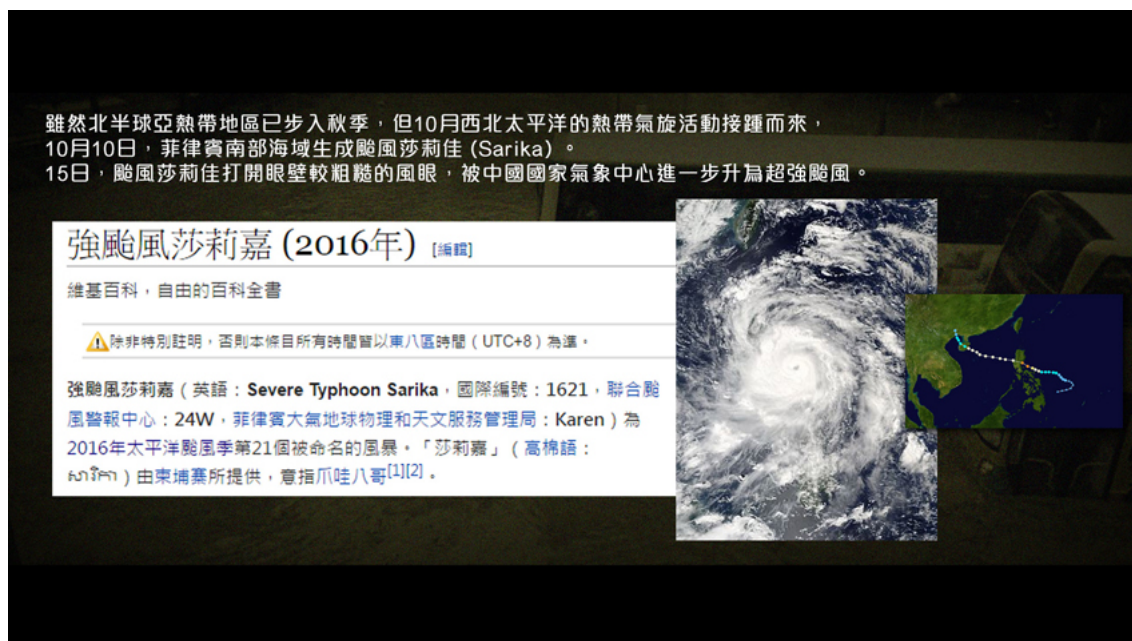 雖然北半球亞熱帶地區已步入秋季，但10月西北太平洋的熱帶氣旋活動接踵而來，
10月10日，菲律賓南部海域生成颱風莎莉佳 (Sarika) 。
15日，颱風莎莉佳打開眼壁較粗糙的風眼，被中國國家氣象中心進一步升為超強颱風。
強颱風莎莉嘉 (2016年) [編輯]
維基百科，自由的百科全書
除非特別註明，否則本條目所有時間皆以東八區時間（UTC+8）為準。
強颱風莎莉嘉（英語：Severe Typhoon Sarika，國際編號：1621，聯合颱
風警報中心：24W，菲律賓大氣地球物理和天文服務管理局：Karen）為
2016年太平洋颱風季第21個被命名的風暴。「莎莉嘉」（高棉語：
សារិកា）由柬埔寨所提供，意指爪哇八哥[1][2]。